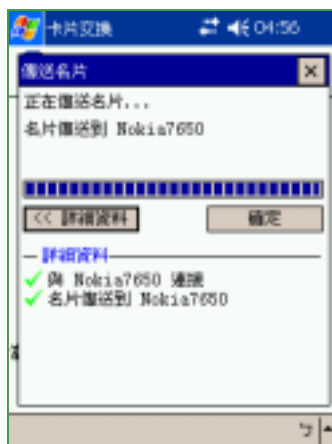 卡片交換 04:56
傳送名片
正在傳送名片...
名片傳送到 Nokia7650
<< 詳細資料 確定
詳細資料
與 Nokia7650 連接
名片傳送到 Nokia7650
ㄅ